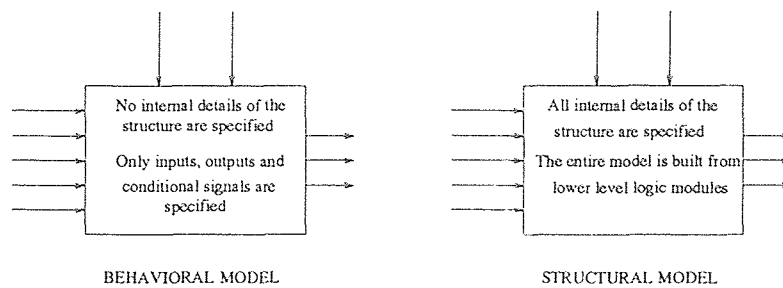 No internal details of the
structure are specified
Only inputs, outputs and
conditional signals are
specified
BEHAVIORAL MODEL
All internal details of the
structure are specified
The entire model is built from
lower level logic modules
STRUCTURAL MODEL